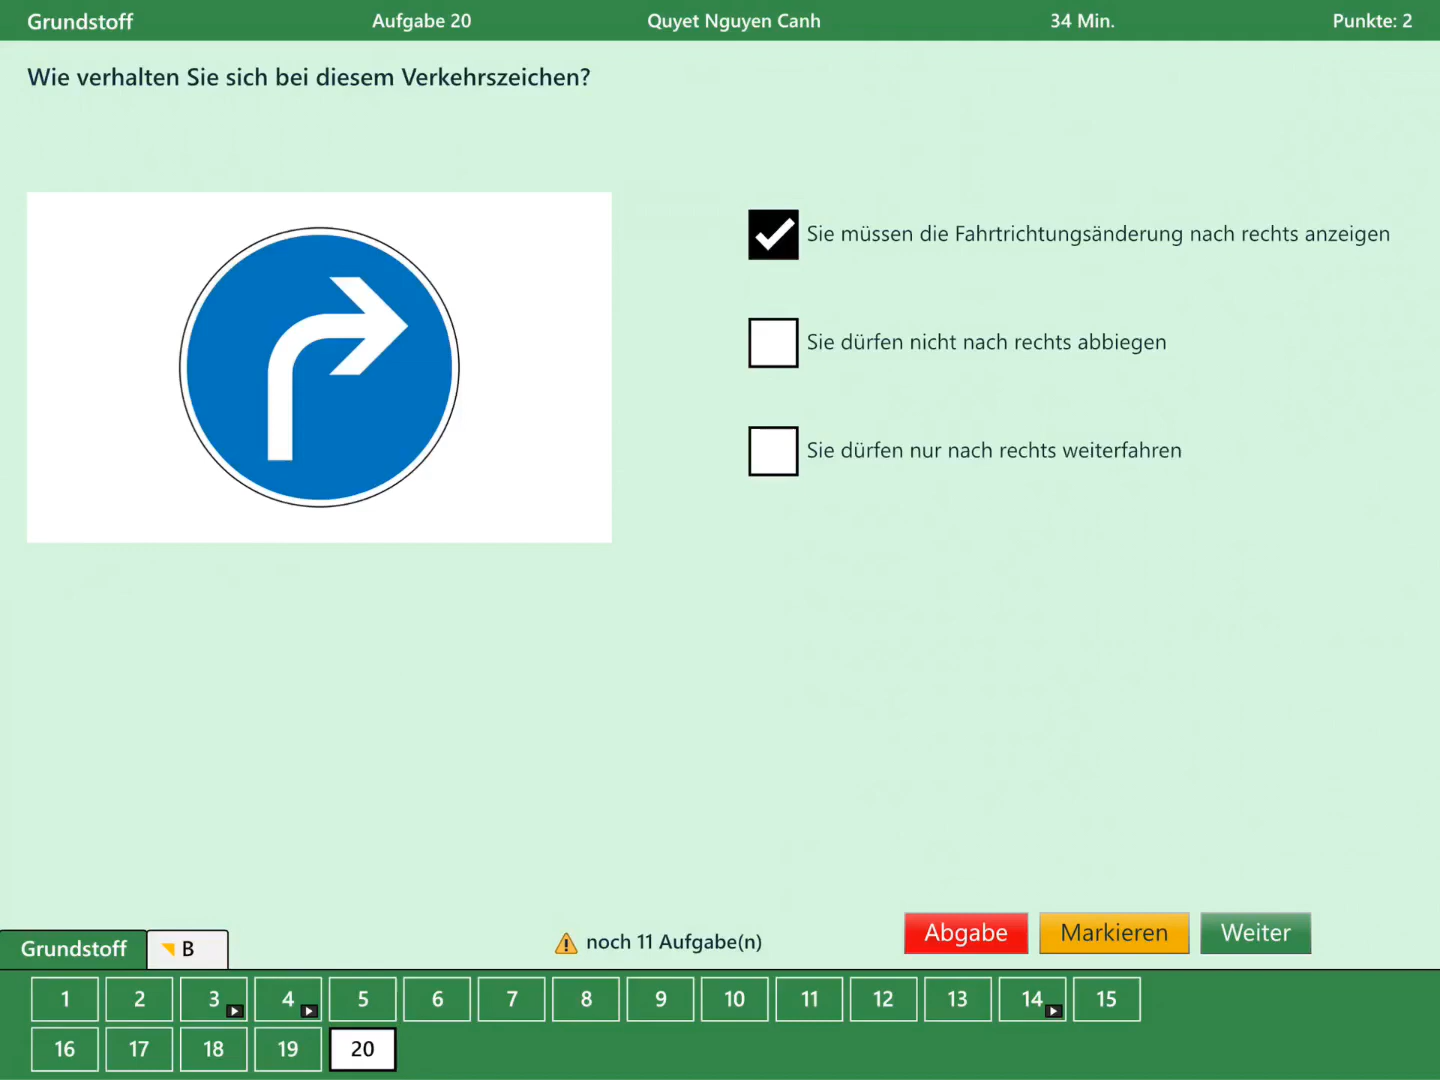 Grundstoff Aufgabe 20 Quyet Nguyen Canh 34 Min. Punkte: 2
Wie verhalten Sie sich bei diesem Verkehrszeichen?
Sie müssen die Fahrtrichtungsänderung nach rechts anzeigen
Sie dürfen nicht nach rechts abbiegen
Sie dürfen nur nach rechts weiterfahren
Abgabe Markieren Weiter
noch 11 Aufgabe(n)
Grundstoff B
1 2 3 4 5 6 7 8 9 10 11 12 13 14 15
16 17 18 19 20